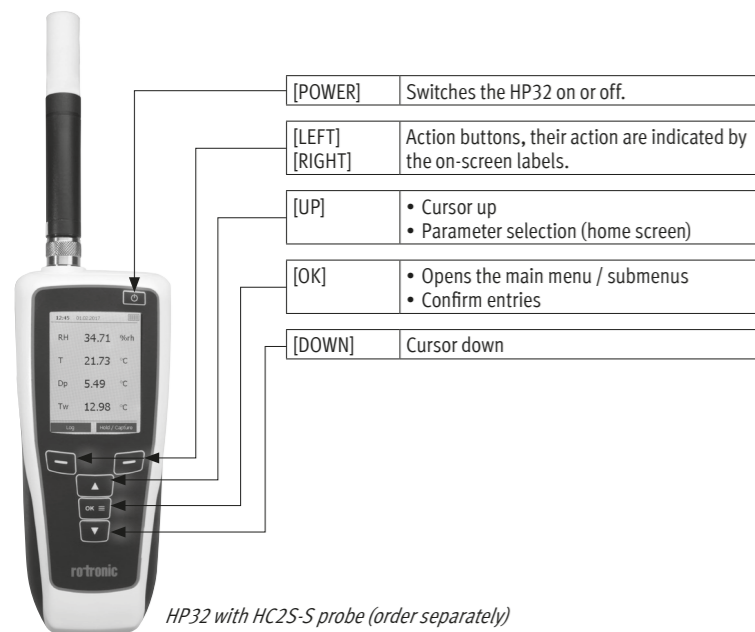 [POWER] Switches the HP32 on or off.
[LEFT] Action buttons, their action are indicated by
[RIGHT] the on-screen labels.
[UP] • Cursor up
• Parameter selection (home screen)
[OK] • Opens the main menu / submenus
• Confirm entries
[DOWN] Cursor down
12:45 01.02.2017
RH 34.71 %rh
T 21.73 °C
Dp 5.49 °C
Tw 12.98 °C
Log Hold / Capture
OK
rotronic
HP32 with HC2S-S probe (order separately)